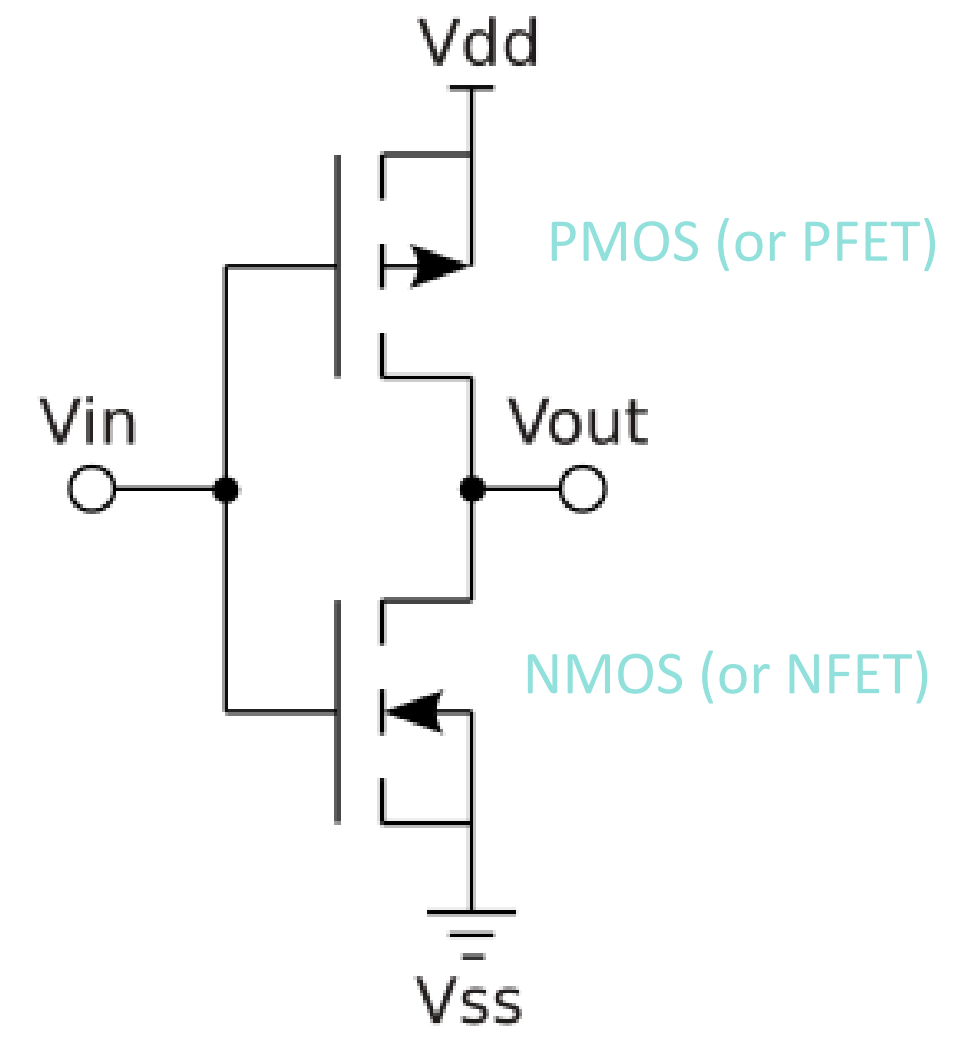 Vdd
PMOS (or PFET)
Vin
Vout
NMOS (or NFET)
Vss